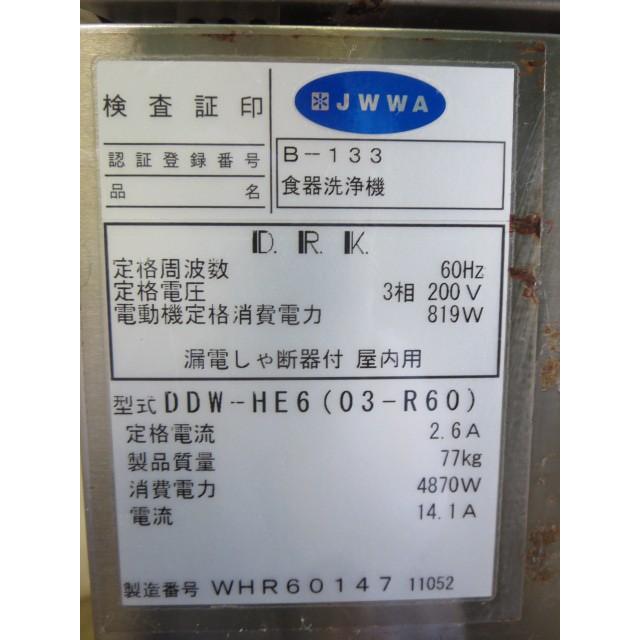 検査証印 JWWA
認証登録番号 B-133
品名 食器洗浄機
D.R.K.
定格周波数 60Hz
定格電圧 3相 200V
電動機定格消費電力 819W
漏電しゃ断器付 屋内用
型式 DDW-HE6(03-R60)
定格電流 2.6A
製品質量 77kg
消費電力 4870W
電流 14.1A
製造番号 WHR60147 11052